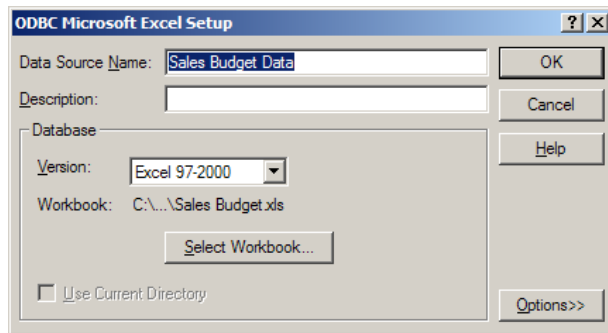 ODBC Microsoft Excel Setup
Data Source Name: Sales Budget Data
OK
Description:
Cancel
Database
Help
Version: Excel 97-2000
Workbook: C:\...\Sales Budget.xls
Select Workbook...
Use Current Directory
Options>>